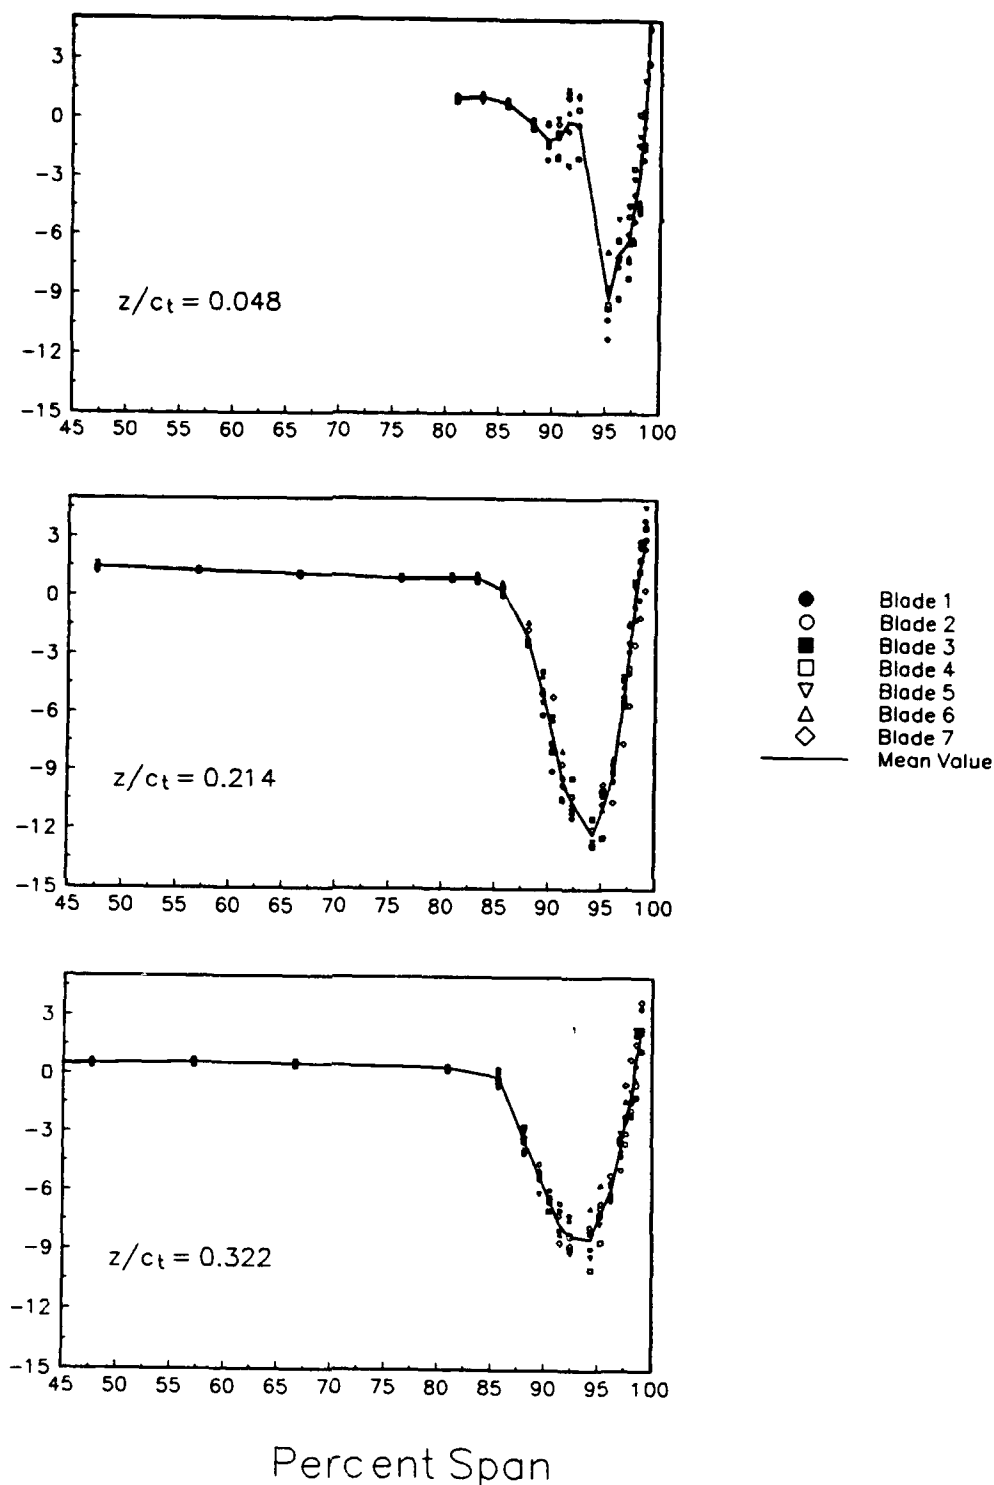 3
0
−3
−6
−9
−12
−15
z/ct = 0.048
45 50 55 60 65 70 75 80 85 90 95 100
3
0
−3
−6
−9
−12
−15
z/ct = 0.214
45 50 55 60 65 70 75 80 85 90 95 100
Blade 1
Blade 2
Blade 3
Blade 4
Blade 5
Blade 6
Blade 7
Mean Value
3
0
−3
−6
−9
−12
−15
z/ct = 0.322
45 50 55 60 65 70 75 80 85 90 95 100
Percent Span